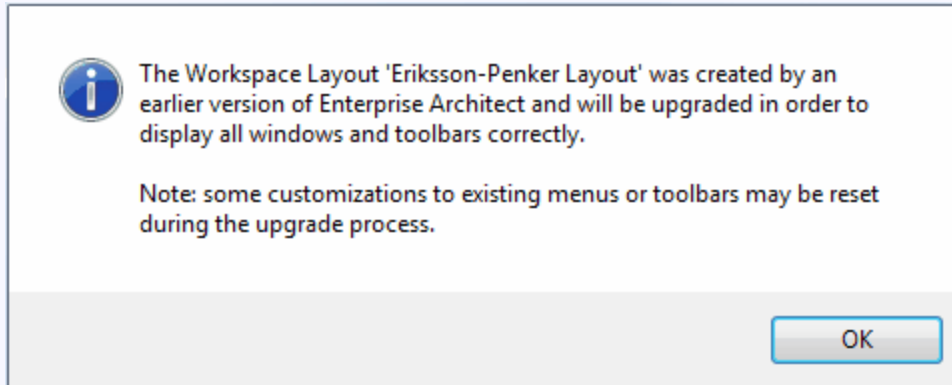 The Workspace Layout 'Eriksson-Penker Layout' was created by an
earlier version of Enterprise Architect and will be upgraded in order to
display all windows and toolbars correctly.
Note: some customizations to existing menus or toolbars may be reset
during the upgrade process.
OK